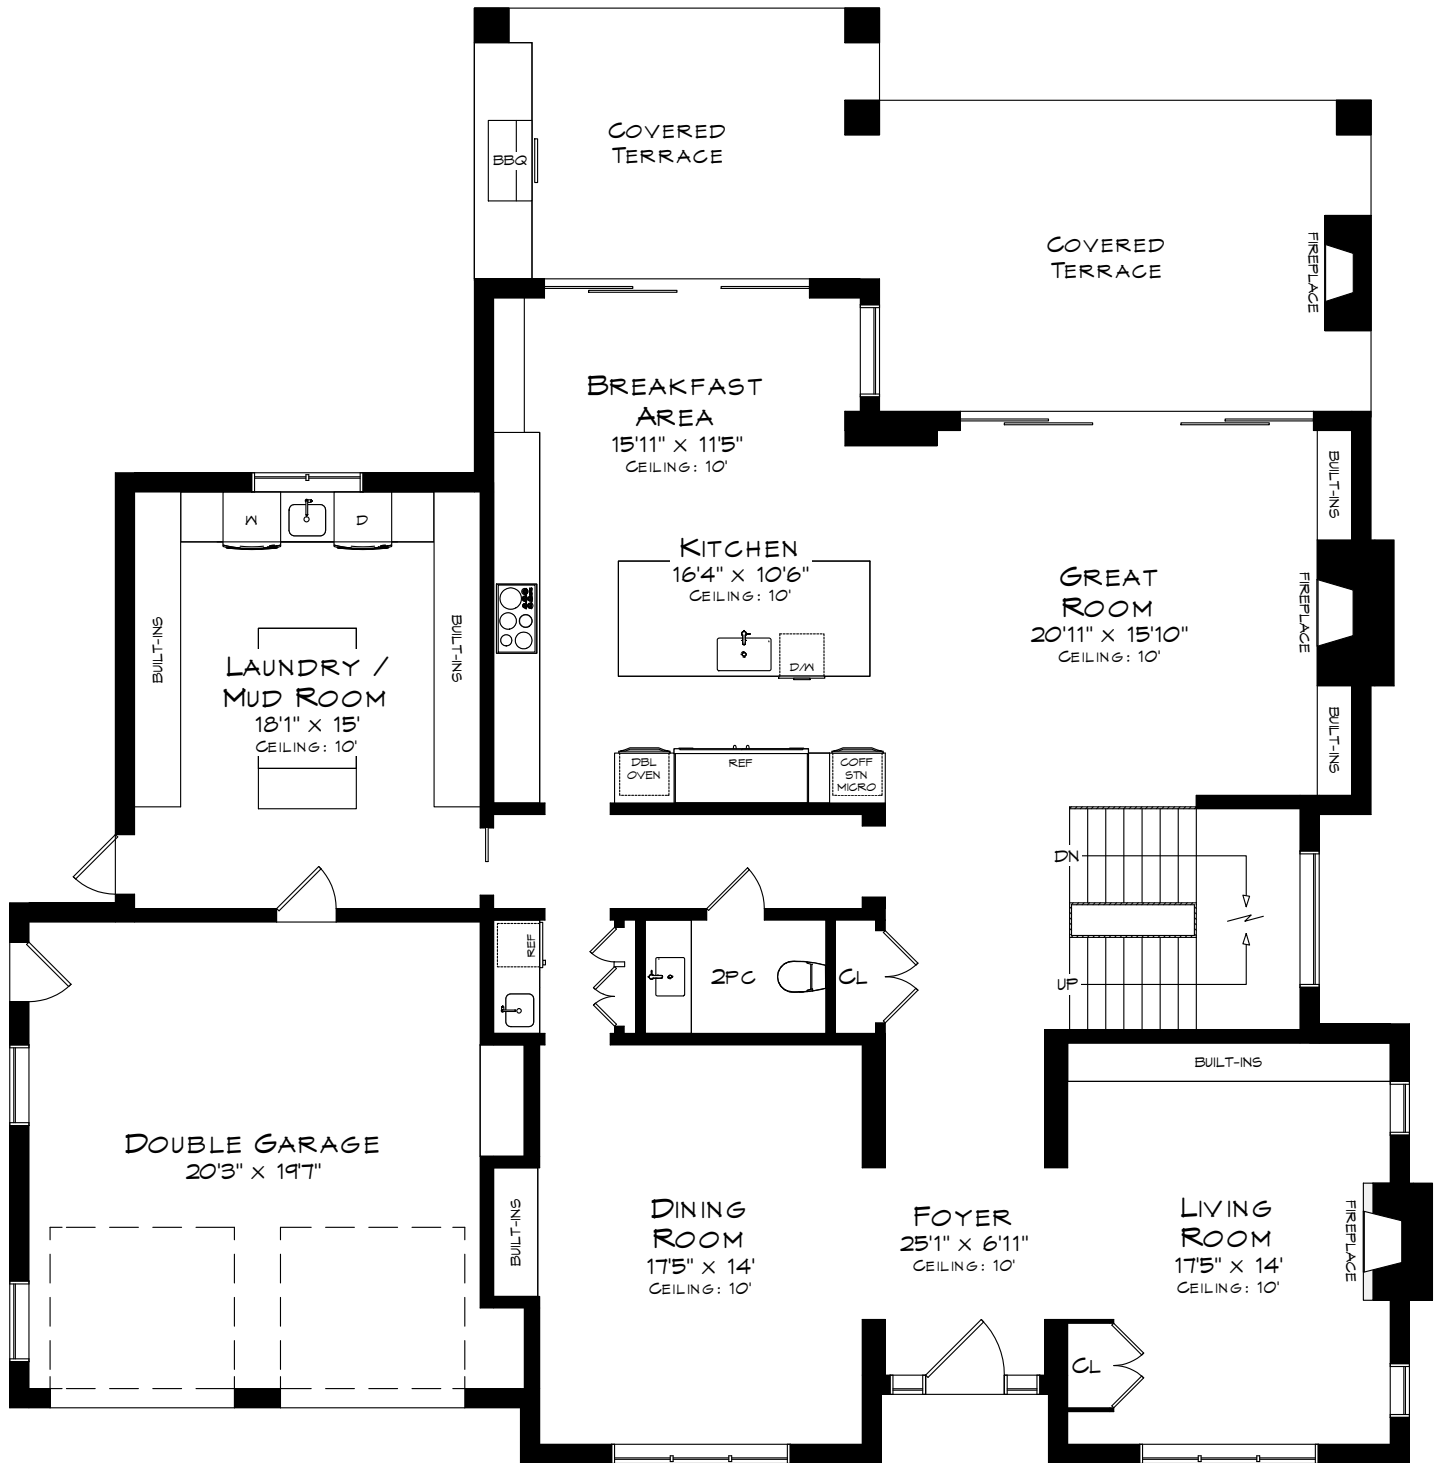 COVERED
TERRACE
BBQ
COVERED
TERRACE
FIREPLACE
BREAKFAST
AREA
15'11" x 11'5"
CEILING: 10'
BUILT-INS
W
D
KITCHEN
16'4" x 10'6"
CEILING: 10'
D/W
GREAT
ROOM
20'11" x 15'10"
CEILING: 10'
FIREPLACE
BUILT-INS
BUILT-INS
LAUNDRY /
MUD ROOM
18'1" x 15'
CEILING: 10'
BUILT-INS
BUILT-INS
DBL
OVEN
REF
COFF
STN
MICRO
DN
UP
REF
2PC
CL
BUILT-INS
DOUBLE GARAGE
20'3" x 19'7"
BUILT-INS
DINING
ROOM
17'5" x 14'
CEILING: 10'
FOYER
25'1" x 6'11"
CEILING: 10'
LIVING
ROOM
17'5" x 14'
CEILING: 10'
FIREPLACE
CL